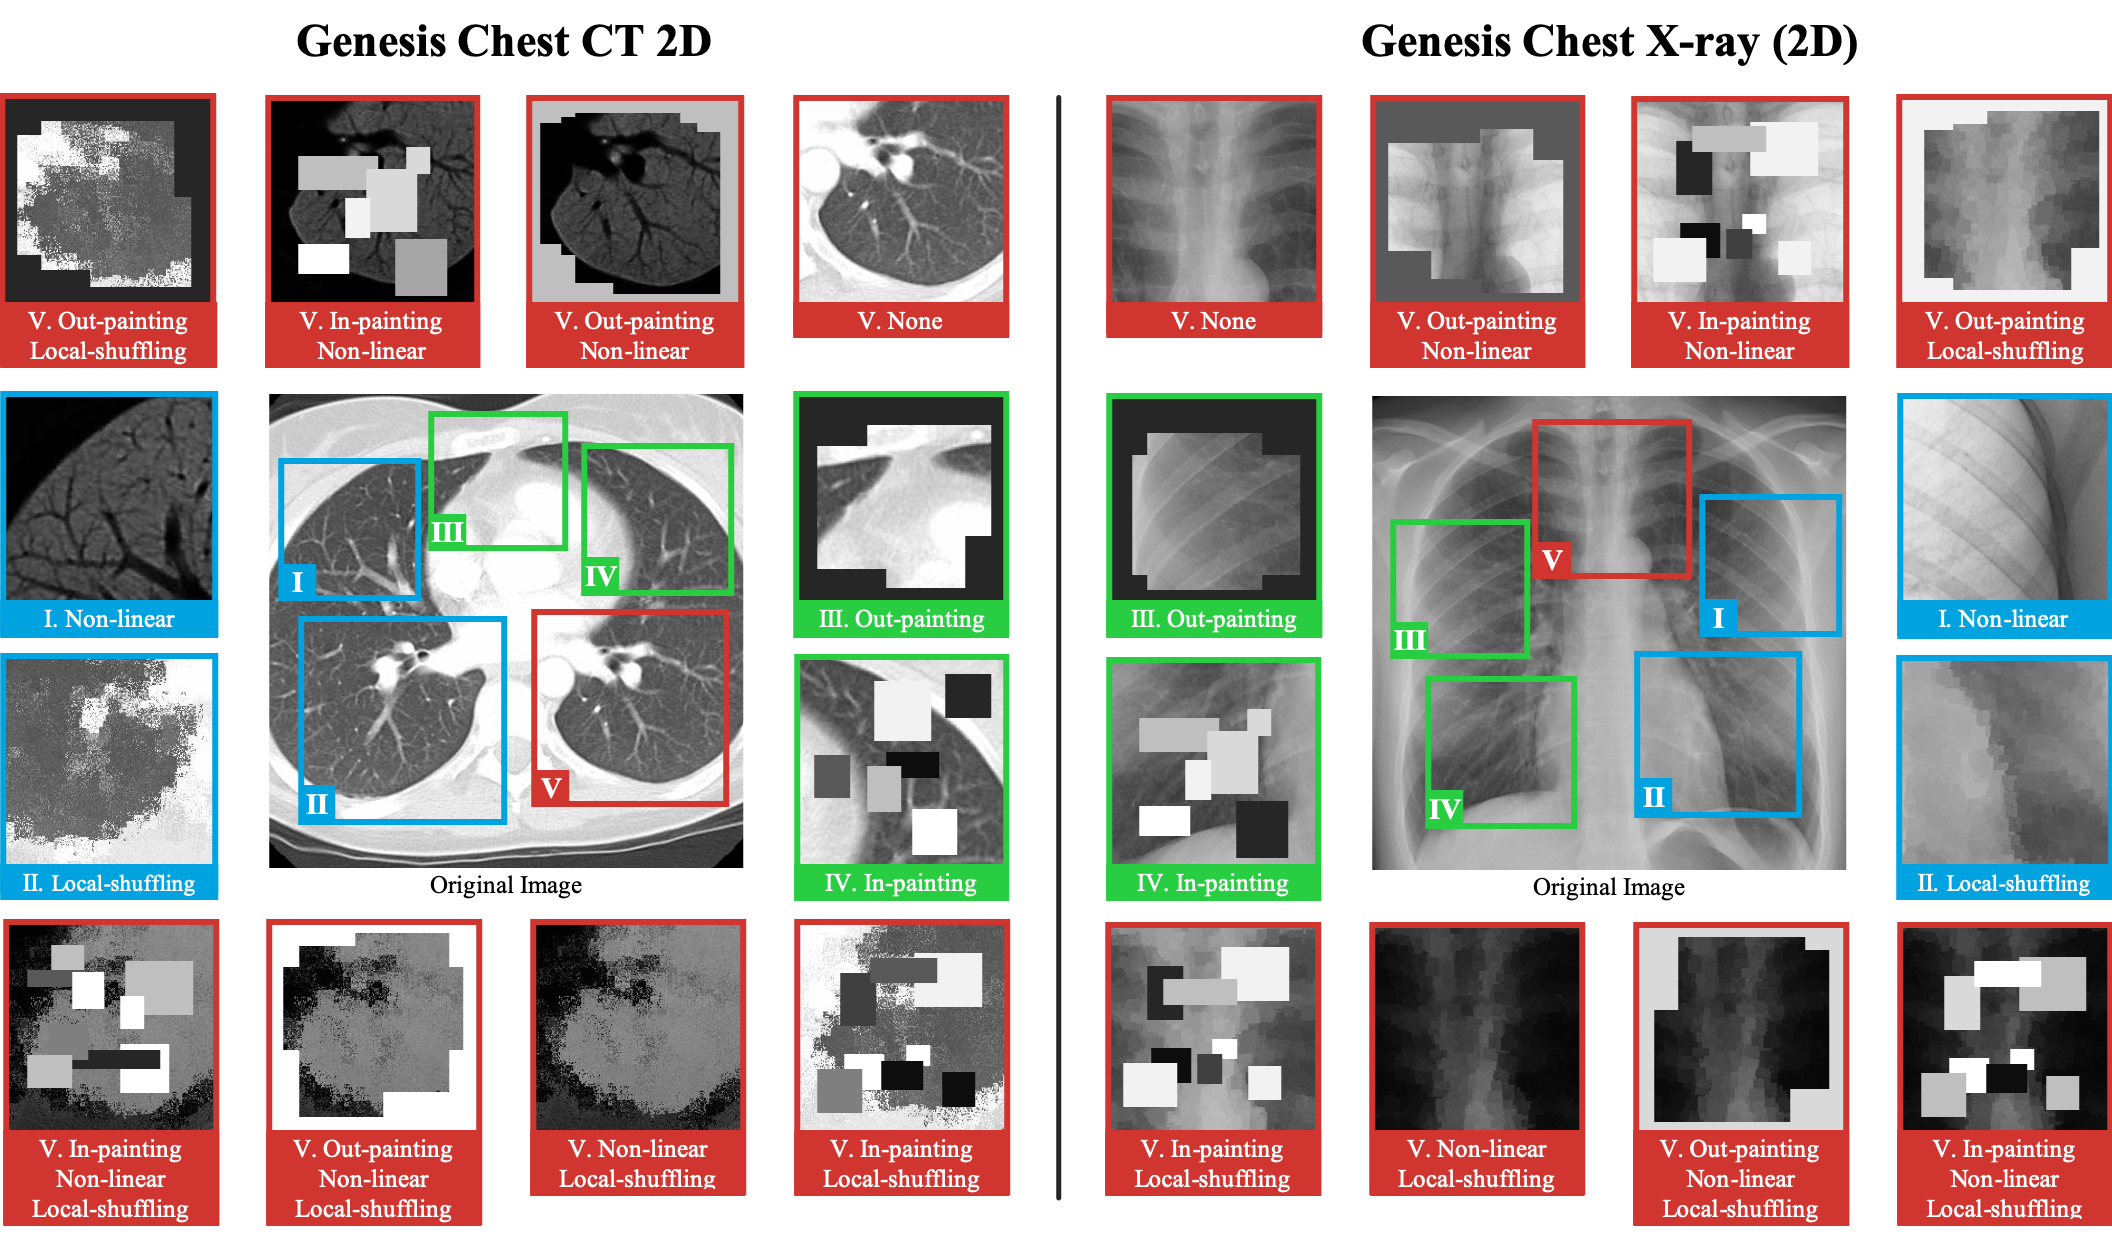 Genesis Chest CT 2D
V. Out-painting
Local-shuffling
V. In-painting
Non-linear
V. Out-painting
Non-linear
V. None
I. Non-linear
I
III
IV
II
V
III. Out-painting
II. Local-shuffling
Original Image
IV. In-painting
V. In-painting
Non-linear
Local-shuffling
V. Out-painting
Non-linear
Local-shuffling
V. Non-linear
Local-shuffling
V. In-painting
Local-shuffling
Genesis Chest X-ray (2D)
V. None
V. Out-painting
Non-linear
V. In-painting
Non-linear
V. Out-painting
Local-shuffling
III. Out-painting
V
I
III
IV
II
I. Non-linear
IV. In-painting
Original Image
II. Local-shuffling
V. In-painting
Local-shuffling
V. Non-linear
Local-shuffling
V. Out-painting
Non-linear
Local-shuffling
V. In-painting
Non-linear
Local-shuffling